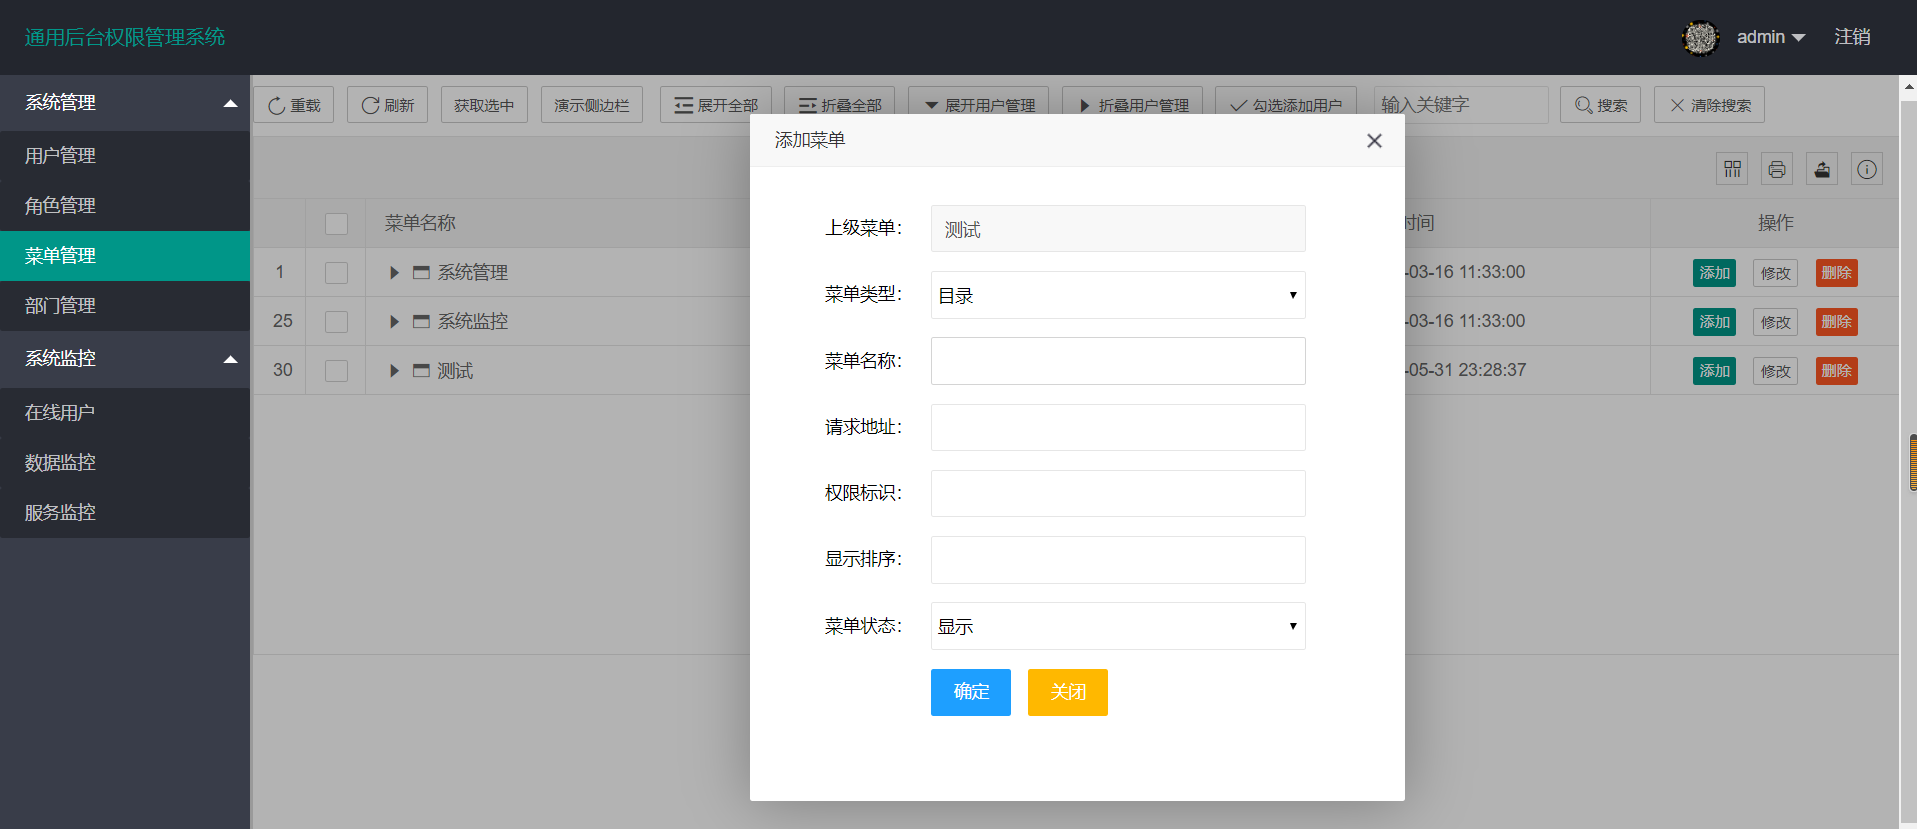 通用后台权限管理系统
admin
注销
系统管理
用户管理
角色管理
菜单管理
部门管理
系统监控
在线用户
数据监控
服务监控
重载
刷新
获取选中
演示侧边栏
展开全部
折叠全部
展开用户管理
折叠用户管理
勾选添加用户
输入关键字
搜索
清除搜索
菜单名称
时间
操作
1
系统管理
-03-16 11:33:00
添加
修改
删除
25
系统监控
-03-16 11:33:00
添加
修改
删除
30
测试
-05-31 23:28:37
添加
修改
删除
添加菜单
上级菜单：
测试
菜单类型：
目录
菜单名称：
请求地址：
权限标识：
显示排序：
菜单状态：
显示
确定
关闭